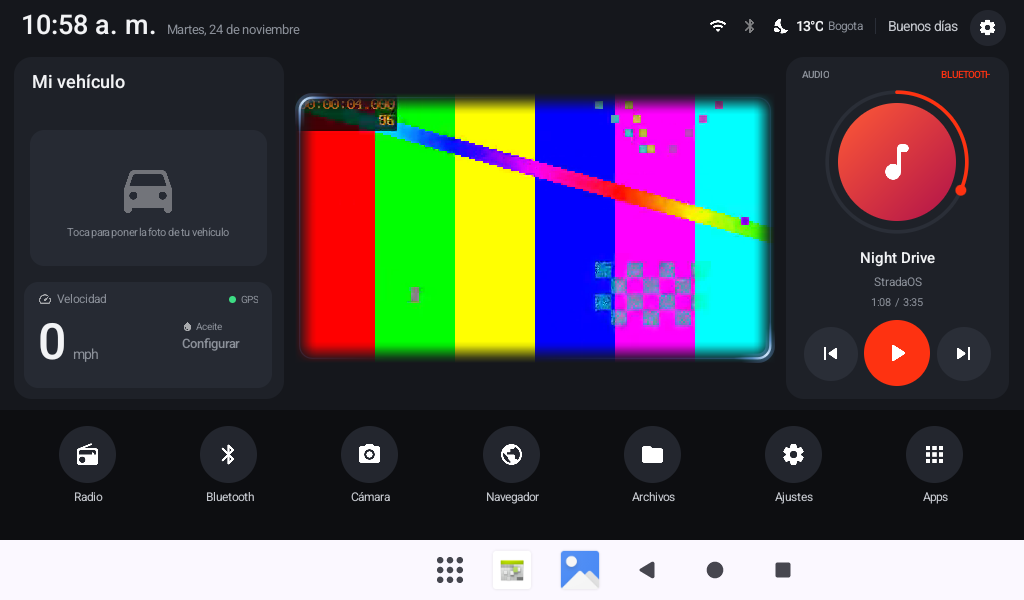 10:58 a. m.
Martes, 24 de noviembre
13°C Bogota
Buenos días
Mi vehículo
Toca para poner la foto de tu vehículo
Velocidad
GPS
0 mph
Aceite
Configurar
AUDIO
BLUETOOTH
Night Drive
StradaOS
1:08 / 3:35
Radio
Bluetooth
Cámara
Navegador
Archivos
Ajustes
Apps